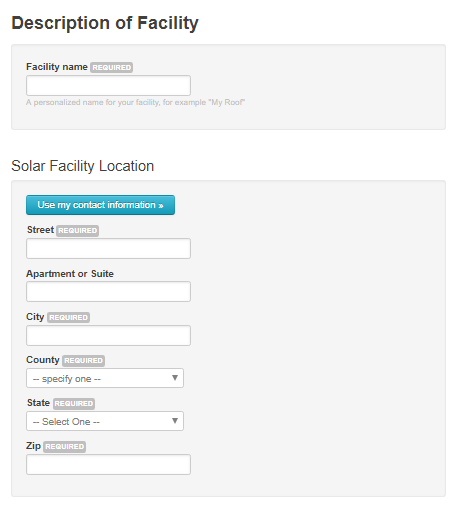 Description of Facility
Facility name REQUIRED
A personalized name for your facility, for example "My Roof"
Solar Facility Location
Use my contact information »
Street REQUIRED
Apartment or Suite
City REQUIRED
County REQUIRED
-- specify one --
State REQUIRED
-- Select One --
Zip REQUIRED